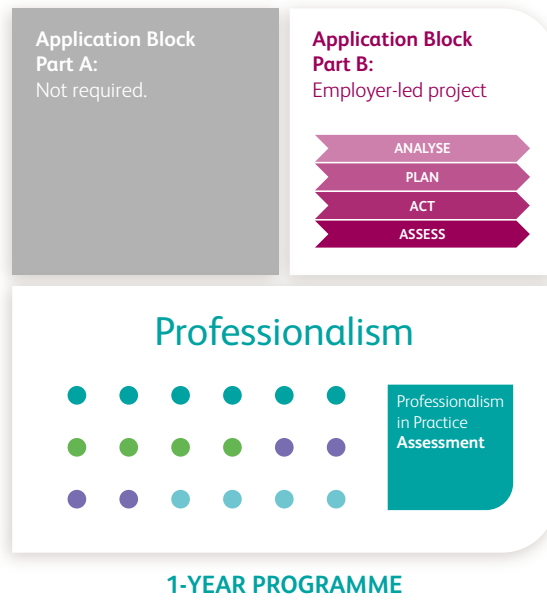 Application Block
Part A:
Not required.
Application Block
Part B:
Employer-led project
ANALYSE
PLAN
ACT
ASSESS
Professionalism
Professionalism
in Practice
Assessment
1-YEAR PROGRAMME